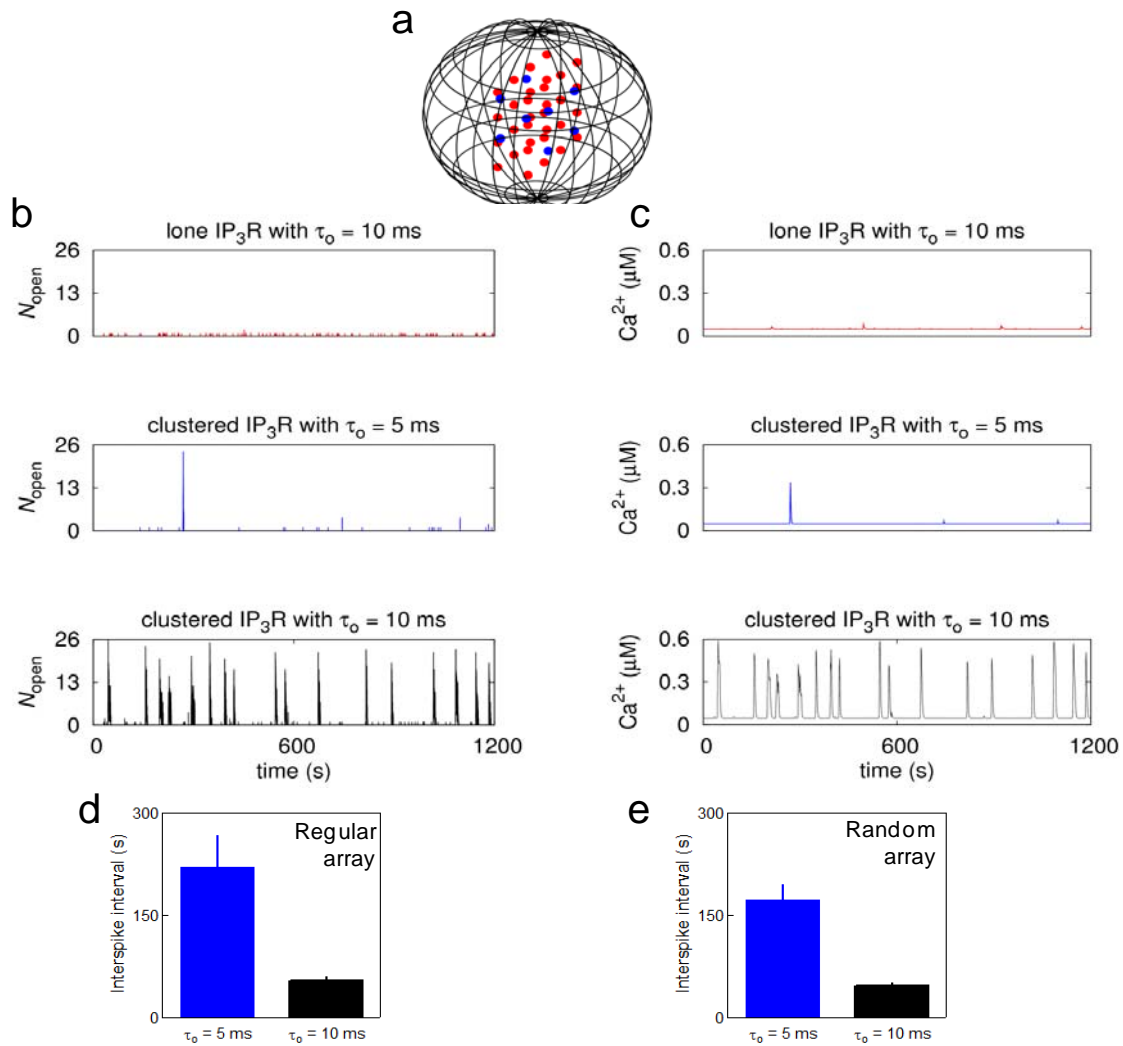 a
b
lone IP₃R with τₒ = 10 ms
26
13
0
Nopen
c
lone IP₃R with τₒ = 10 ms
0.6
0.3
0
Ca²⁺ (μM)
clustered IP₃R with τₒ = 5 ms
26
13
0
Nopen
clustered IP₃R with τₒ = 5 ms
0.6
0.3
0
Ca²⁺ (μM)
clustered IP₃R with τₒ = 10 ms
26
13
0
Nopen
0 600 1200
time (s)
clustered IP₃R with τₒ = 10 ms
0.6
0.3
0
Ca²⁺ (μM)
0 600 1200
time (s)
d
300
150
0
Interspike interval (s)
Regular
array
τₒ = 5 ms τₒ = 10 ms
e
300
150
0
Interspike interval (s)
Random
array
τₒ = 5 ms τₒ = 10 ms